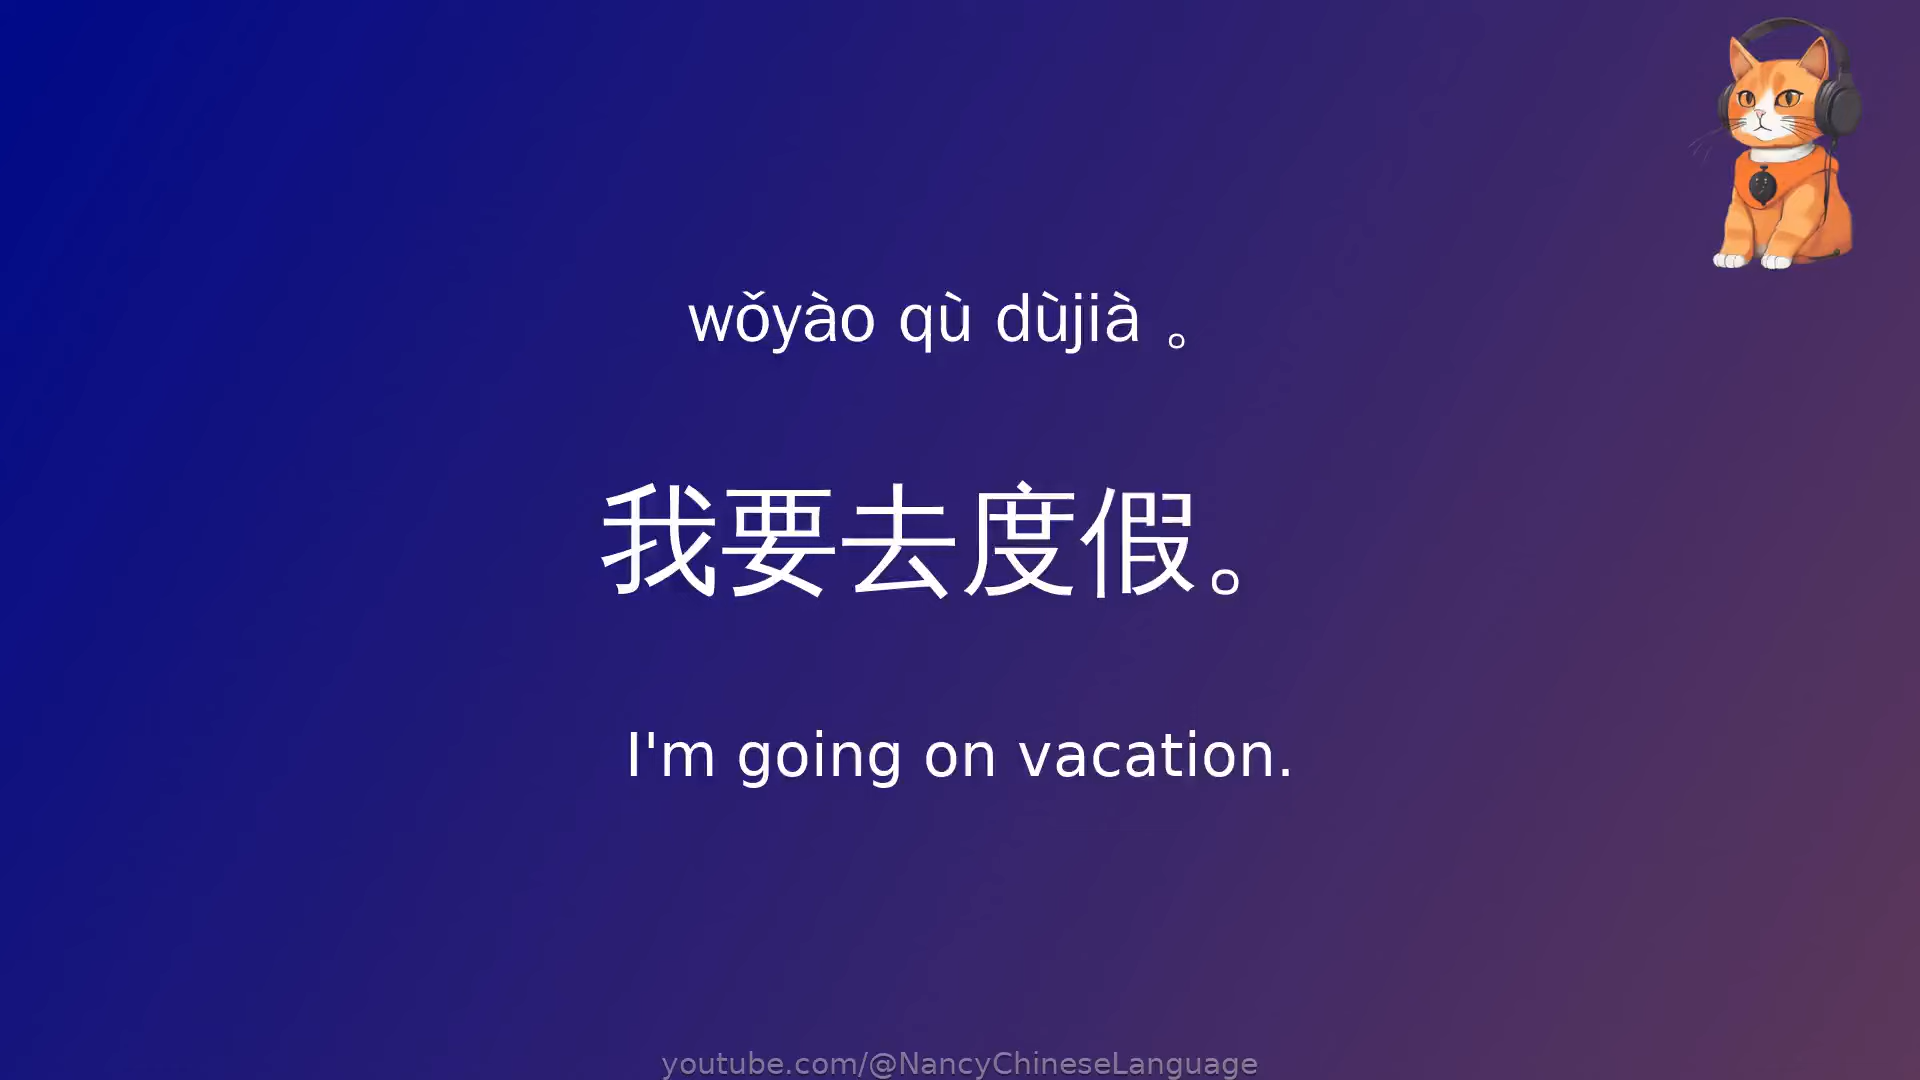 wǒyào qù dùjià 。
我要去度假。
I'm going on vacation.
youtube.com/@NancyChineseLanguage